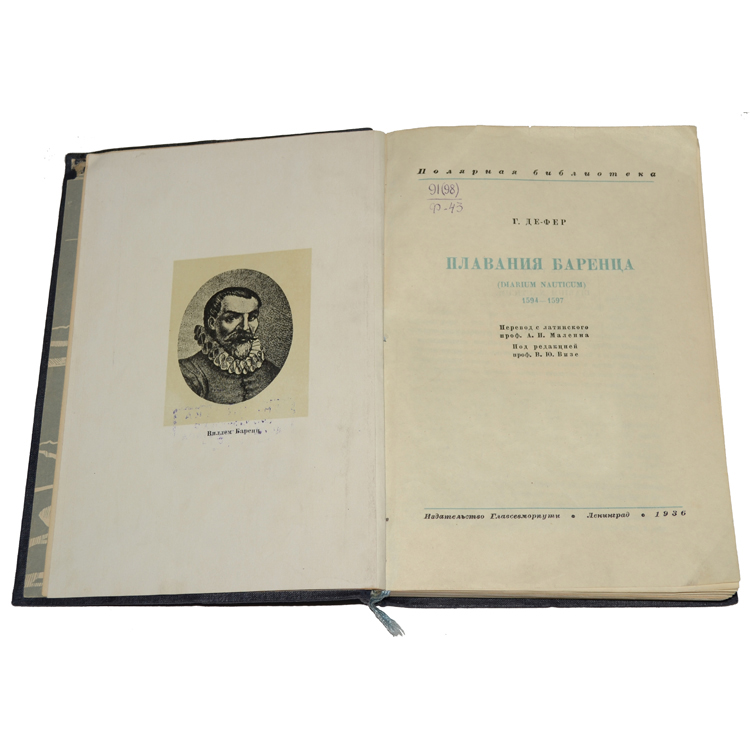 Виллем Баренц
Полярная библиотека
91(98)
Ф-43
Г. ДЕ-ФЕР
ПЛАВАНИЯ БАРЕНЦА
(DIARIUM NAUTICUM)
1594—1597
Перевод с латинского
проф. А. И. Малеина
Под редакцией
проф. В. Ю. Визе
Издательство Главсевморпути • Ленинград • 1936